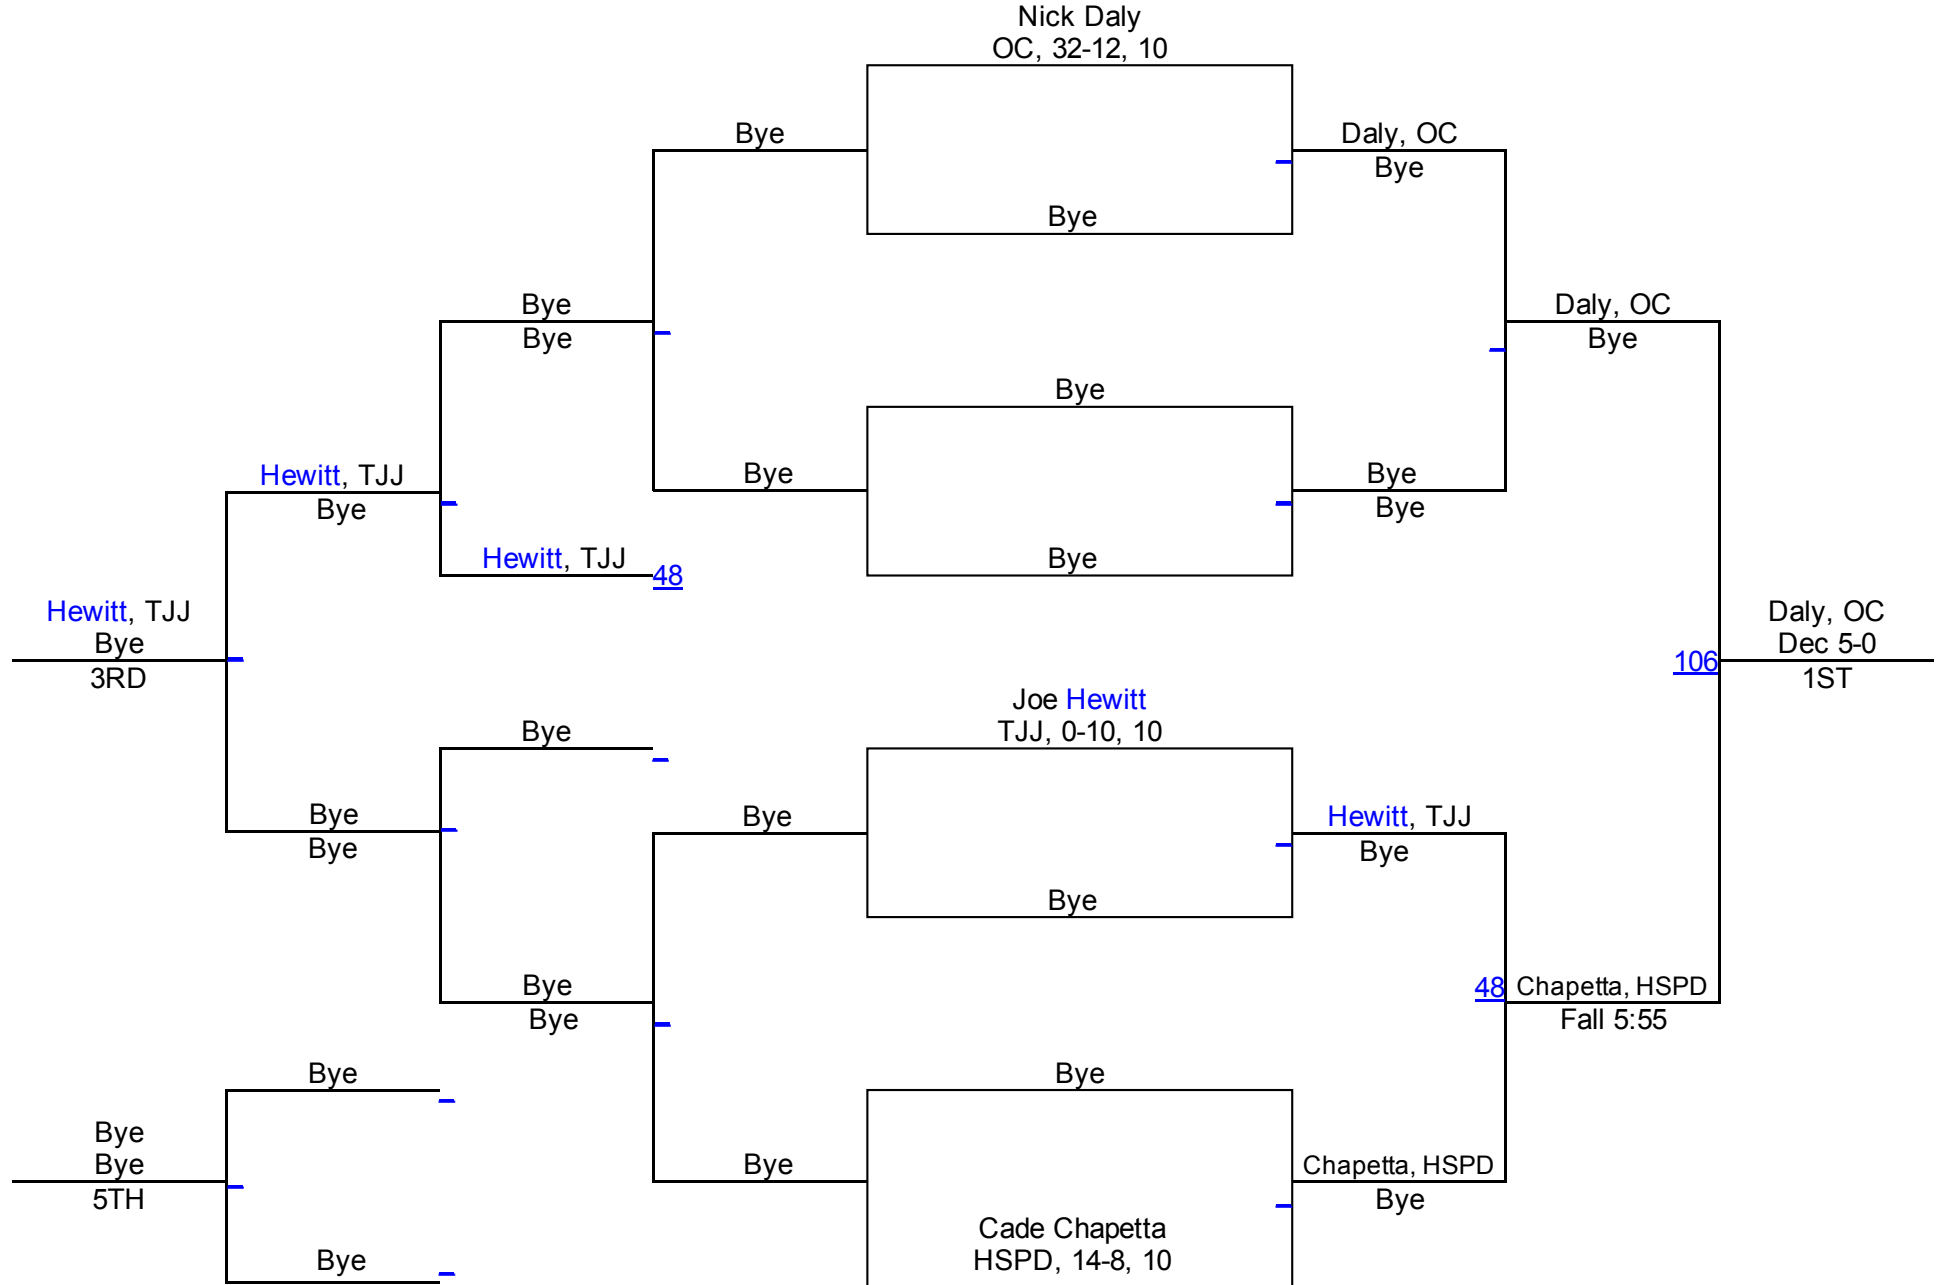 Nick Daly
OC, 32-12, 10
Bye
Daly, OC
Bye
Bye
Bye
Bye
Daly, OC
Bye
Bye
Hewitt, TJJ
Bye
Bye
Bye
Bye
Hewitt, TJJ
48
Bye
Hewitt, TJJ
Bye
3RD
Daly, OC
Dec 5-0
106
1ST
Joe Hewitt
TJJ, 0-10, 10
Bye
Bye
Bye
Bye
Hewitt, TJJ
Bye
Bye
Bye
Bye
48
Chapetta, HSPD
Fall 5:55
Bye
Bye
Bye
Bye
5TH
Bye
Chapetta, HSPD
Bye
Cade Chapetta
HSPD, 14-8, 10
Bye